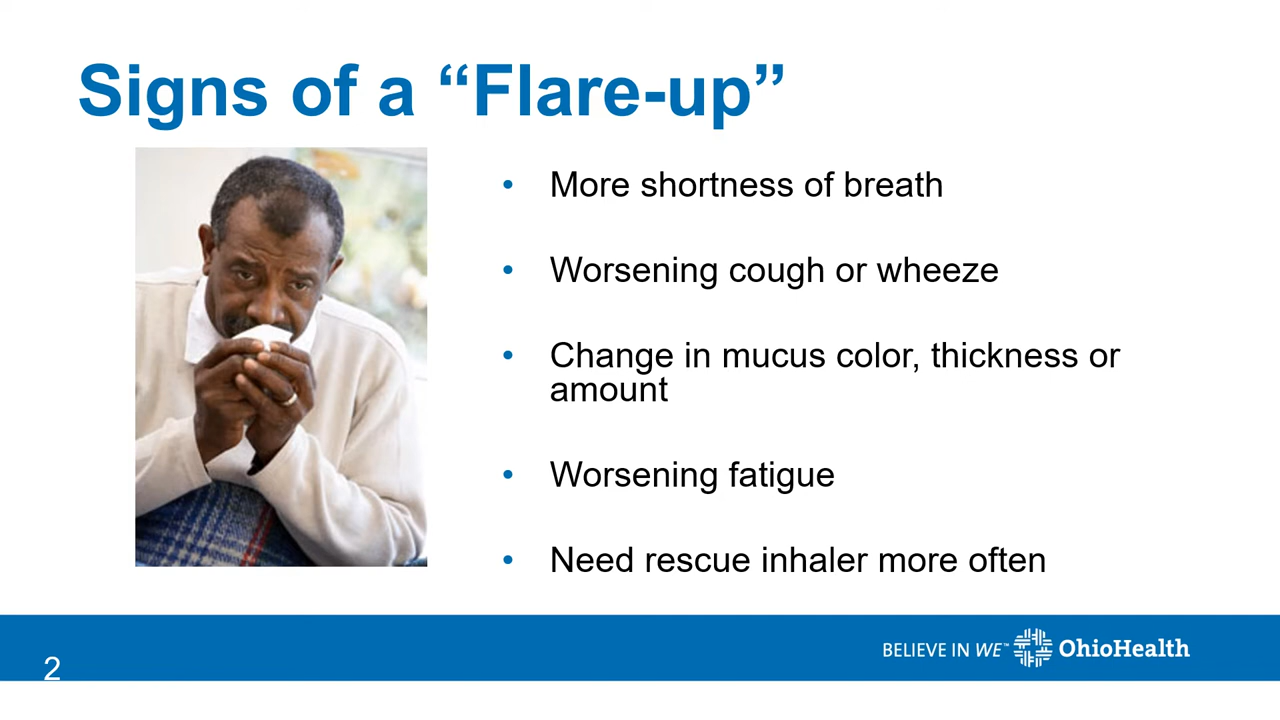 Signs of a “Flare-up”
• More shortness of breath
• Worsening cough or wheeze
• Change in mucus color, thickness or
amount
• Worsening fatigue
• Need rescue inhaler more often
BELIEVE IN WE™ OhioHealth
2